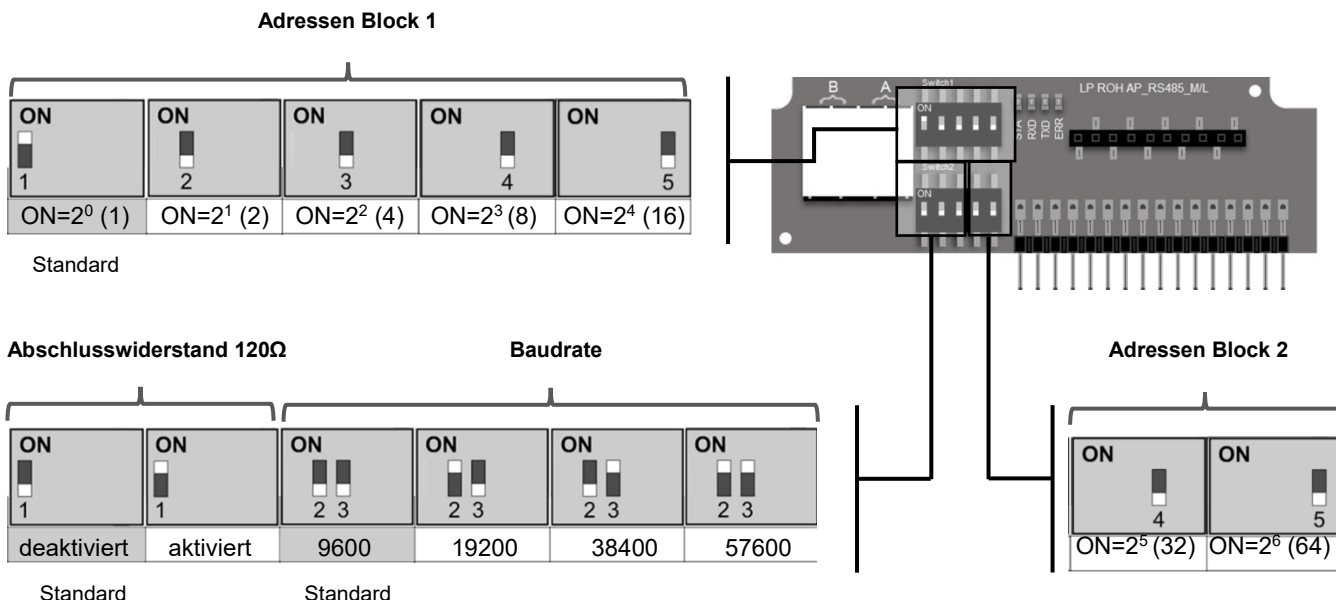 Adressen Block 1
ON ON ON ON ON
1 2 3 4 5
ON=2⁰ (1) ON=2¹ (2) ON=2² (4) ON=2³ (8) ON=2⁴ (16)
Standard
B A
Switch1
ON
STA
RXD
TXD
ERR
LP ROH AP_RS485_M/L
Switch2
ON
Abschlusswiderstand 120Ω
Baudrate
ON ON ON ON ON ON
1 1 2 3 2 3 2 3 2 3
deaktiviert aktiviert 9600 19200 38400 57600
Standard Standard
Adressen Block 2
ON ON
4 5
ON=2⁵ (32) ON=2⁶ (64)